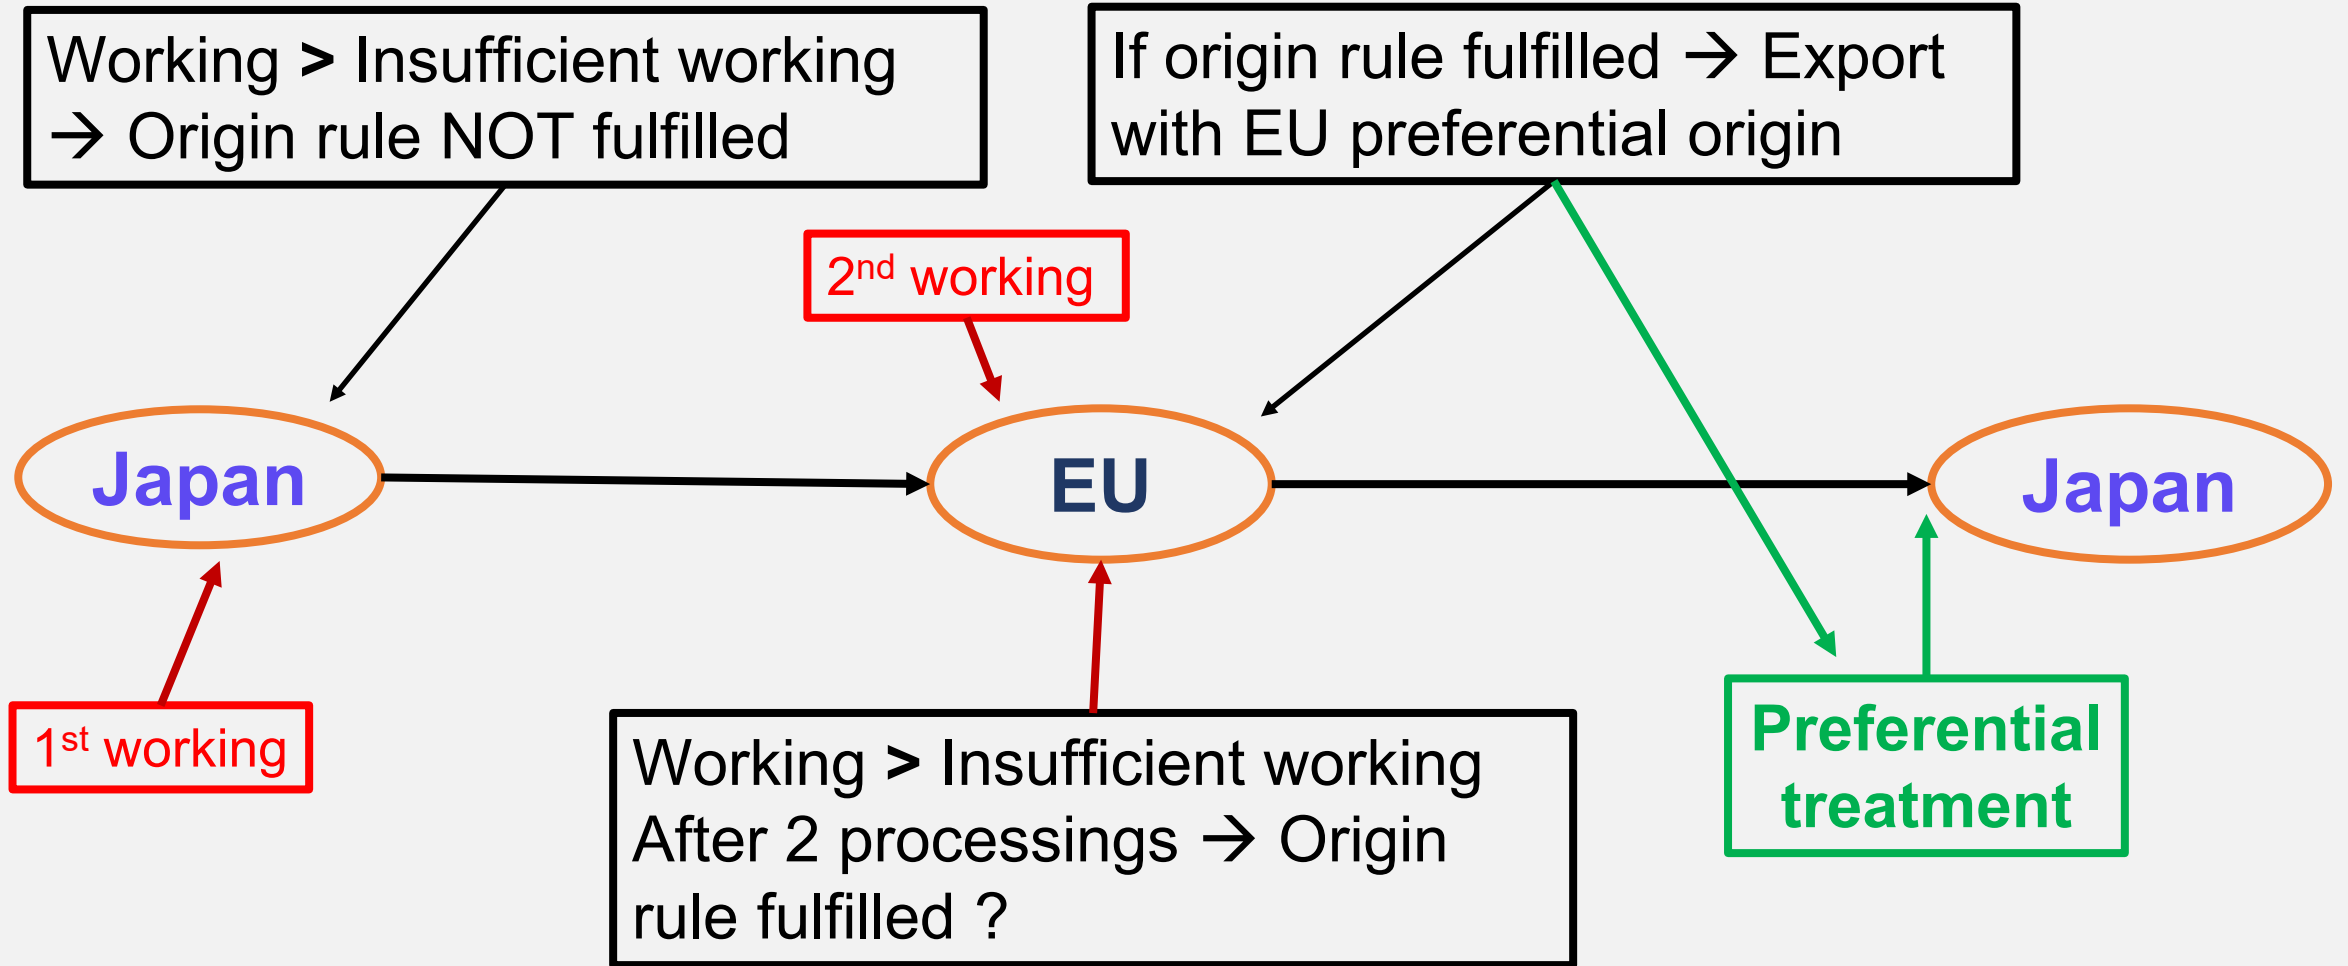 Working > Insufficient working
→ Origin rule NOT fulfilled
If origin rule fulfilled → Export
with EU preferential origin
2nd working
Japan
EU
Japan
1st working
Working > Insufficient working
After 2 processings → Origin
rule fulfilled ?
Preferential
treatment